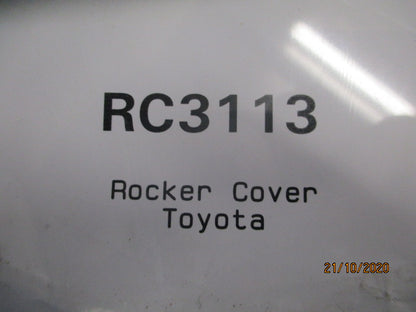 RC3113
Rocker Cover
Toyota
21/10/2020